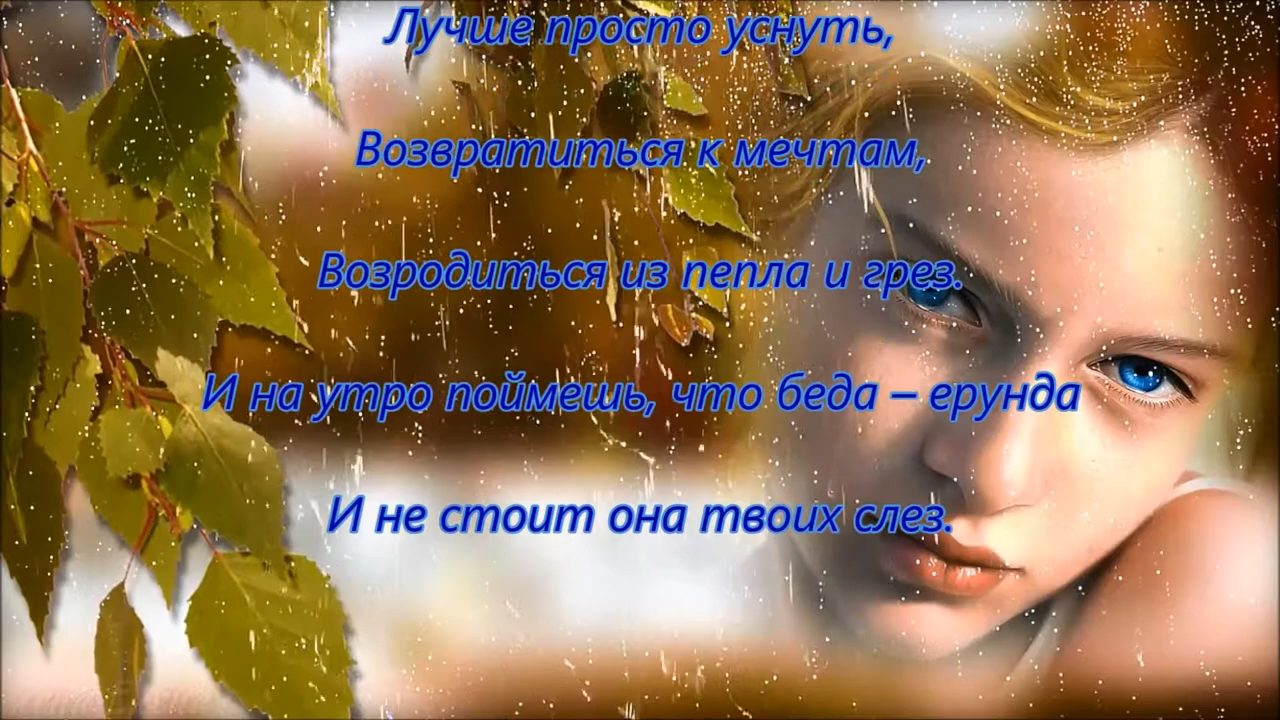 Лучше просто уснуть,
Возвратиться к мечтам,
Возродиться из пепла и грез.
И на утро поймешь, что беда – ерунда
И не стоит она твоих слез.